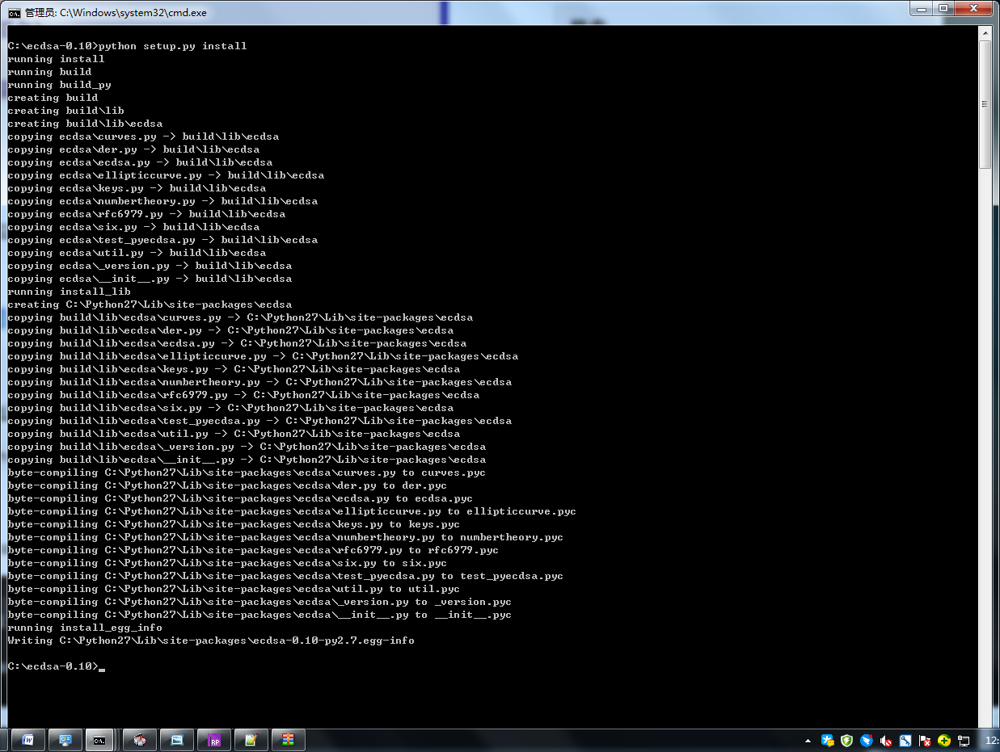 管理员: C:\Windows\system32\cmd.exe
C:\ecdsa-0.10>python setup.py install
running install
running build
running build_py
creating build
creating build\lib
creating build\lib\ecdsa
copying ecdsa\curves.py -> build\lib\ecdsa
copying ecdsa\der.py -> build\lib\ecdsa
copying ecdsa\ecdsa.py -> build\lib\ecdsa
copying ecdsa\ellipticcurve.py -> build\lib\ecdsa
copying ecdsa\keys.py -> build\lib\ecdsa
copying ecdsa\numbertheory.py -> build\lib\ecdsa
copying ecdsa\rfc6979.py -> build\lib\ecdsa
copying ecdsa\six.py -> build\lib\ecdsa
copying ecdsa\test_pyecdsa.py -> build\lib\ecdsa
copying ecdsa\util.py -> build\lib\ecdsa
copying ecdsa\_version.py -> build\lib\ecdsa
copying ecdsa\__init__.py -> build\lib\ecdsa
running install_lib
creating C:\Python27\Lib\site-packages\ecdsa
copying build\lib\ecdsa\curves.py -> C:\Python27\Lib\site-packages\ecdsa
copying build\lib\ecdsa\der.py -> C:\Python27\Lib\site-packages\ecdsa
copying build\lib\ecdsa\ecdsa.py -> C:\Python27\Lib\site-packages\ecdsa
copying build\lib\ecdsa\ellipticcurve.py -> C:\Python27\Lib\site-packages\ecdsa
copying build\lib\ecdsa\keys.py -> C:\Python27\Lib\site-packages\ecdsa
copying build\lib\ecdsa\numbertheory.py -> C:\Python27\Lib\site-packages\ecdsa
copying build\lib\ecdsa\rfc6979.py -> C:\Python27\Lib\site-packages\ecdsa
copying build\lib\ecdsa\six.py -> C:\Python27\Lib\site-packages\ecdsa
copying build\lib\ecdsa\test_pyecdsa.py -> C:\Python27\Lib\site-packages\ecdsa
copying build\lib\ecdsa\util.py -> C:\Python27\Lib\site-packages\ecdsa
copying build\lib\ecdsa\_version.py -> C:\Python27\Lib\site-packages\ecdsa
copying build\lib\ecdsa\__init__.py -> C:\Python27\Lib\site-packages\ecdsa
byte-compiling C:\Python27\Lib\site-packages\ecdsa\curves.py to curves.pyc
byte-compiling C:\Python27\Lib\site-packages\ecdsa\der.py to der.pyc
byte-compiling C:\Python27\Lib\site-packages\ecdsa\ecdsa.py to ecdsa.pyc
byte-compiling C:\Python27\Lib\site-packages\ecdsa\ellipticcurve.py to ellipticcurve.pyc
byte-compiling C:\Python27\Lib\site-packages\ecdsa\keys.py to keys.pyc
byte-compiling C:\Python27\Lib\site-packages\ecdsa\numbertheory.py to numbertheory.pyc
byte-compiling C:\Python27\Lib\site-packages\ecdsa\rfc6979.py to rfc6979.pyc
byte-compiling C:\Python27\Lib\site-packages\ecdsa\six.py to six.pyc
byte-compiling C:\Python27\Lib\site-packages\ecdsa\test_pyecdsa.py to test_pyecdsa.pyc
byte-compiling C:\Python27\Lib\site-packages\ecdsa\util.py to util.pyc
byte-compiling C:\Python27\Lib\site-packages\ecdsa\_version.py to _version.pyc
byte-compiling C:\Python27\Lib\site-packages\ecdsa\__init__.py to __init__.pyc
running install_egg_info
Writing C:\Python27\Lib\site-packages\ecdsa-0.10-py2.7.egg-info
C:\ecdsa-0.10>
RP
12: